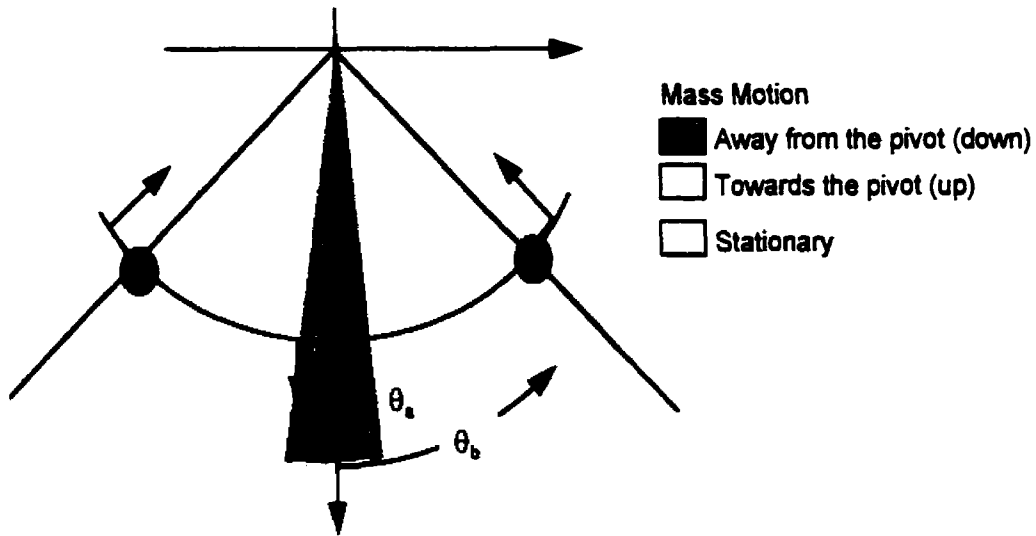 Mass Motion
Away from the pivot (down)
Towards the pivot (up)
Stationary
θa
θb